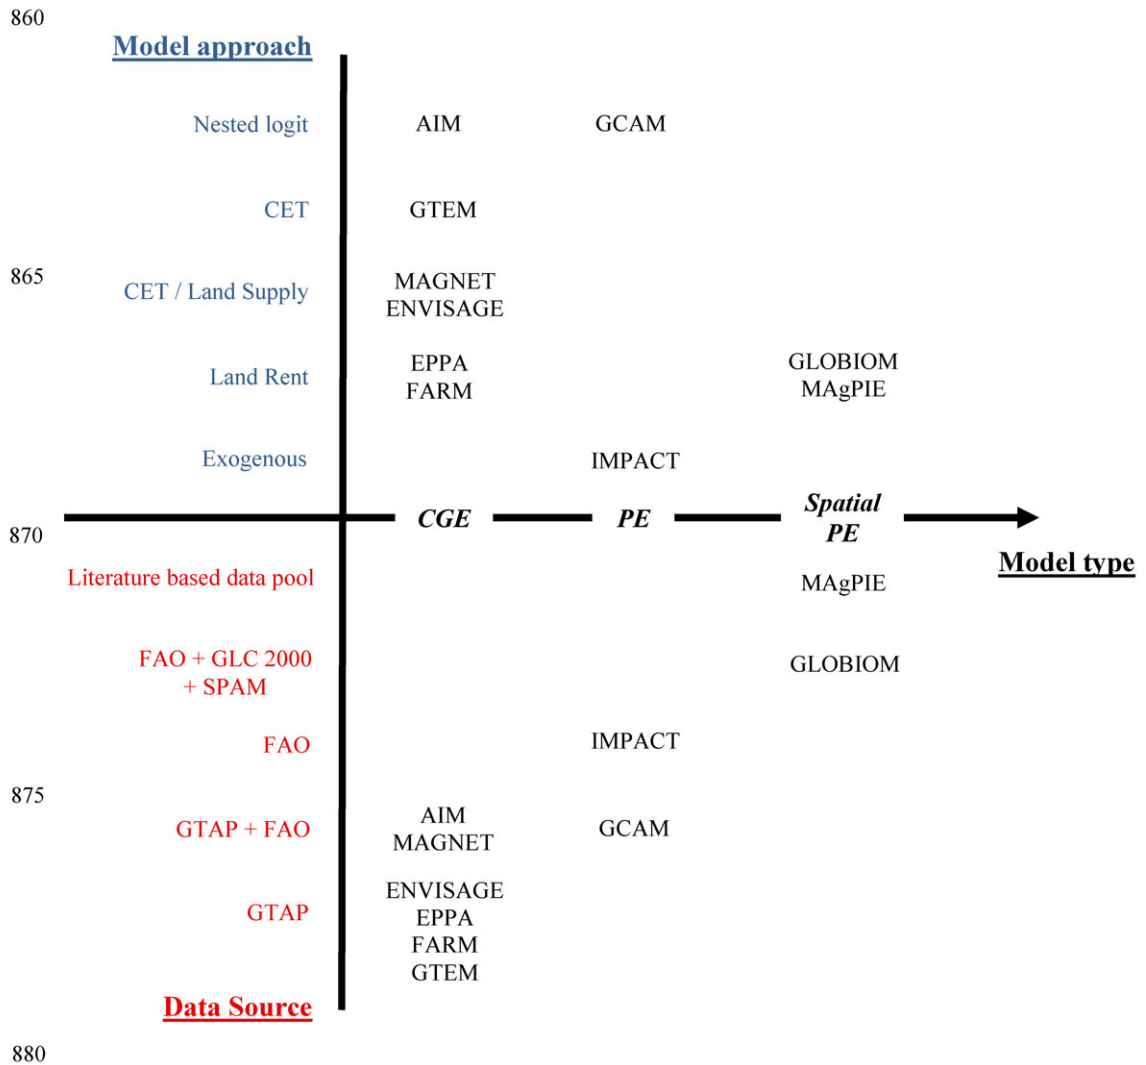 860
Model approach
Nested logit AIM GCAM
CET GTEM
865
CET / Land Supply MAGNET
ENVISAGE
Land Rent EPPA
FARM
GLOBIOM
MAgPIE
Exogenous IMPACT
870
CGE PE Spatial
PE
Model type
Literature based data pool MAgPIE
FAO + GLC 2000
+ SPAM
GLOBIOM
FAO IMPACT
875
GTAP + FAO AIM
MAGNET
GCAM
GTAP ENVISAGE
EPPA
FARM
GTEM
Data Source
880